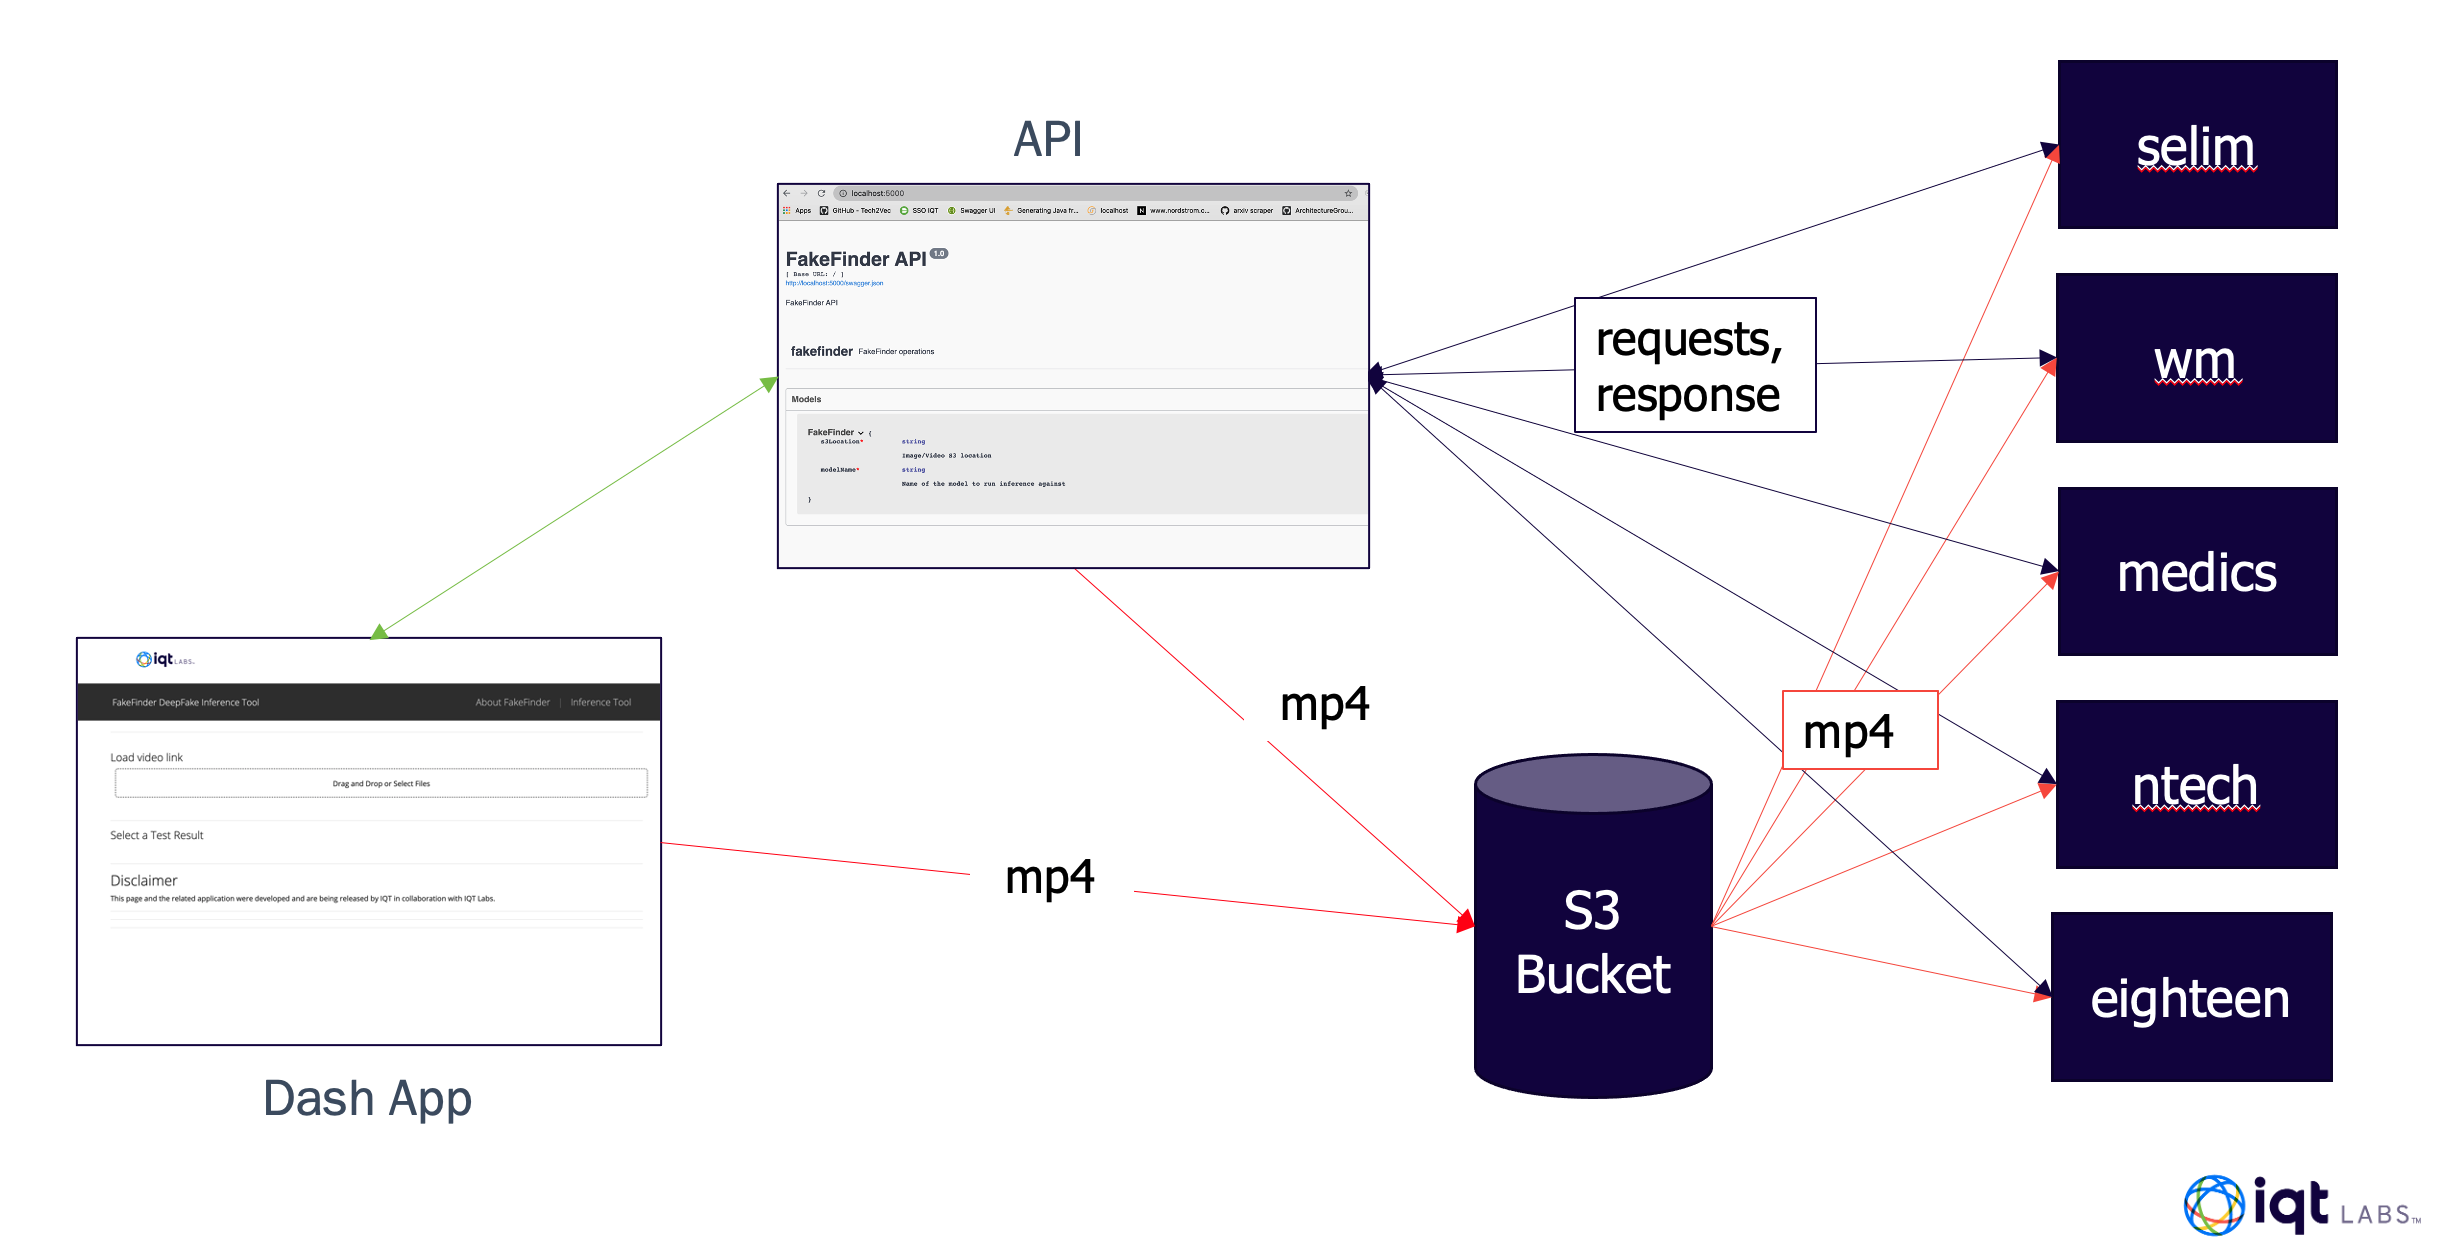 API
localhost:5000
Apps GitHub - Tech2Vec SSO IQT Swagger UI Generating Java fr... localhost www.nordstrom.c... arxiv scraper ArchitectureGrou...
FakeFinder API 1.0
[ Base URL: / ]
http://localhost:5000/swagger.json
FakeFinder API
fakefinder FakeFinder operations
Models
FakeFinder {
s3Location* string
Image/Video S3 location
modelName* string
Name of the model to run inference against
}
requests,
response
selim
wm
medics
ntech
eighteen
mp4
mp4
mp4
S3
Bucket
iqt LABS™
FakeFinder DeepFake Inference Tool About FakeFinder | Inference Tool
Load video link
Drag and Drop or Select Files
Select a Test Result
Disclaimer
This page and the related application were developed and are being released by IQT in collaboration with IQT Labs.
Dash App
iqt LABS™